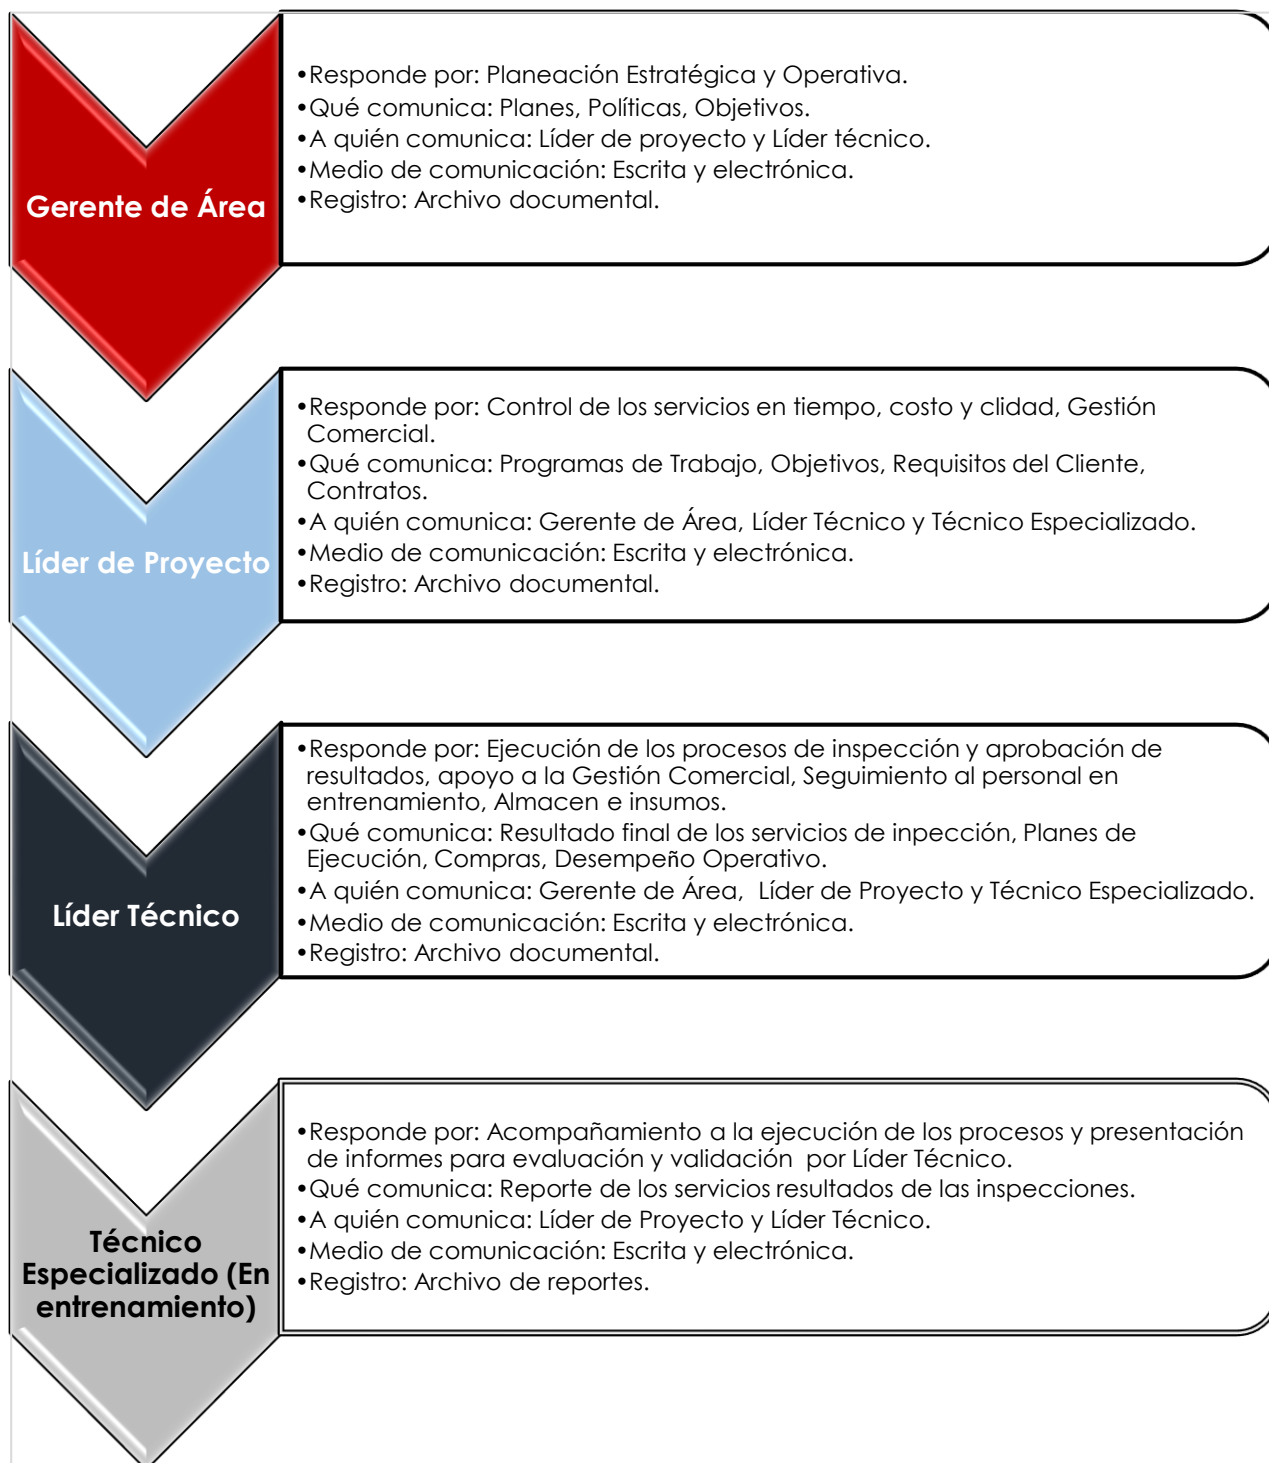 Gerente de Área
•Responde por: Planeación Estratégica y Operativa.
•Qué comunica: Planes, Políticas, Objetivos.
•A quién comunica: Líder de proyecto y Líder técnico.
•Medio de comunicación: Escrita y electrónica.
•Registro: Archivo documental.
Líder de Proyecto
•Responde por: Control de los servicios en tiempo, costo y clidad, Gestión
Comercial.
•Qué comunica: Programas de Trabajo, Objetivos, Requisitos del Cliente,
Contratos.
•A quién comunica: Gerente de Área, Líder Técnico y Técnico Especializado.
•Medio de comunicación: Escrita y electrónica.
•Registro: Archivo documental.
Líder Técnico
•Responde por: Ejecución de los procesos de inspección y aprobación de
resultados, apoyo a la Gestión Comercial, Seguimiento al personal en
entrenamiento, Almacen e insumos.
•Qué comunica: Resultado final de los servicios de inpección, Planes de
Ejecución, Compras, Desempeño Operativo.
•A quién comunica: Gerente de Área, Líder de Proyecto y Técnico Especializado.
•Medio de comunicación: Escrita y electrónica.
•Registro: Archivo documental.
Técnico
Especializado (En
entrenamiento)
•Responde por: Acompañamiento a la ejecución de los procesos y presentación
de informes para evaluación y validación por Líder Técnico.
•Qué comunica: Reporte de los servicios resultados de las inspecciones.
•A quién comunica: Líder de Proyecto y Líder Técnico.
•Medio de comunicación: Escrita y electrónica.
•Registro: Archivo de reportes.